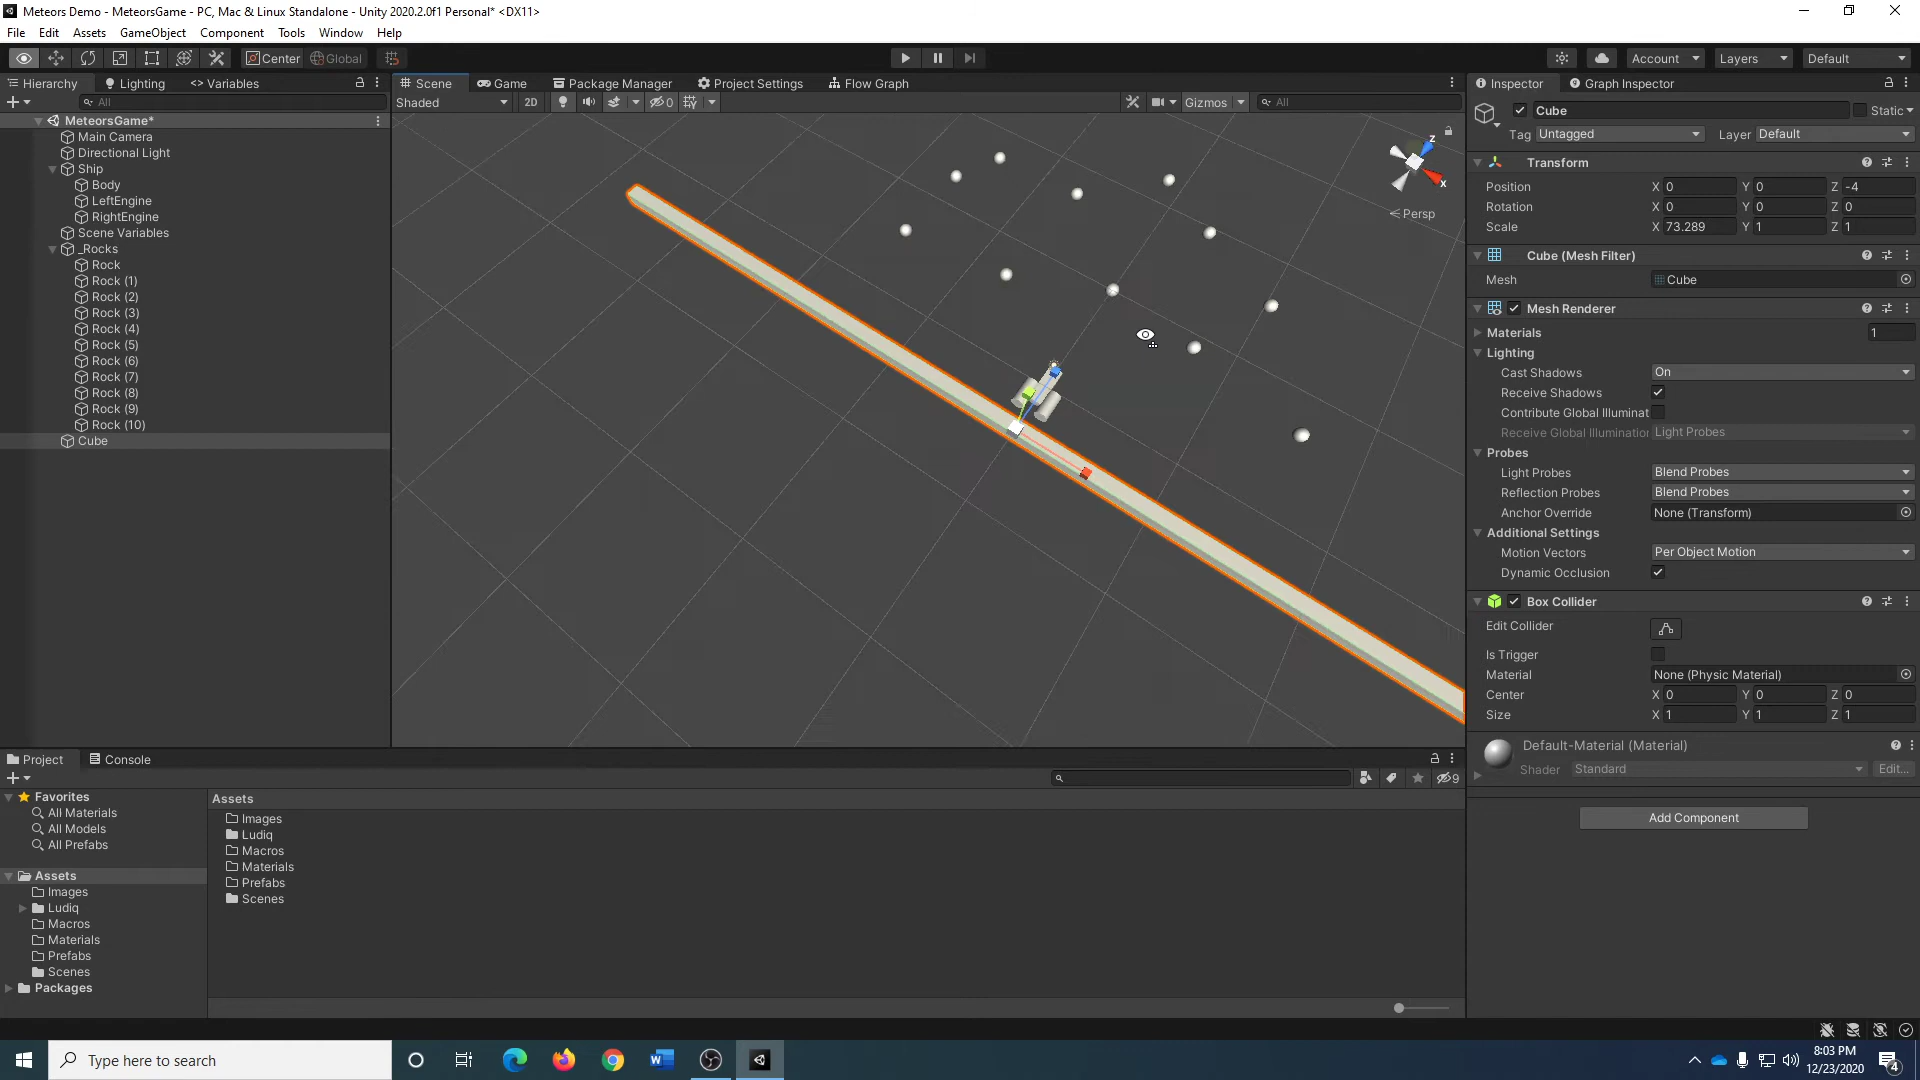 Meteors Demo - MeteorsGame - PC, Mac & Linux Standalone - Unity 2020.2.0f1 Personal* <DX11>
File Edit Assets GameObject Component Tools Window Help
Center Global Account Layers Default
Hierarchy Lighting <> Variables
All
MeteorsGame*
Main Camera
Directional Light
Ship
Body
LeftEngine
RightEngine
Scene Variables
_Rocks
Rock
Rock (1)
Rock (2)
Rock (3)
Rock (4)
Rock (5)
Rock (6)
Rock (7)
Rock (8)
Rock (9)
Rock (10)
Cube
Scene Game Package Manager Project Settings Flow Graph
Shaded 2D 0 Gizmos All
z
x
Persp
Inspector Graph Inspector
Cube Static
Tag Untagged Layer Default
Transform
Position X 0 Y 0 Z -4
Rotation X 0 Y 0 Z 0
Scale X 73.289 Y 1 Z 1
Cube (Mesh Filter)
Mesh Cube
Mesh Renderer
Materials 1
Lighting
Cast Shadows On
Receive Shadows
Contribute Global Illuminat
Receive Global Illumination Light Probes
Probes
Light Probes Blend Probes
Reflection Probes Blend Probes
Anchor Override None (Transform)
Additional Settings
Motion Vectors Per Object Motion
Dynamic Occlusion
Box Collider
Edit Collider
Is Trigger
Material None (Physic Material)
Center X 0 Y 0 Z 0
Size X 1 Y 1 Z 1
Default-Material (Material)
Shader Standard Edit...
Add Component
Project Console
9
Favorites
All Materials
All Models
All Prefabs
Assets
Images
Ludiq
Macros
Materials
Prefabs
Scenes
Packages
Assets
Images
Ludiq
Macros
Materials
Prefabs
Scenes
Type here to search
8:03 PM
12/23/2020
4